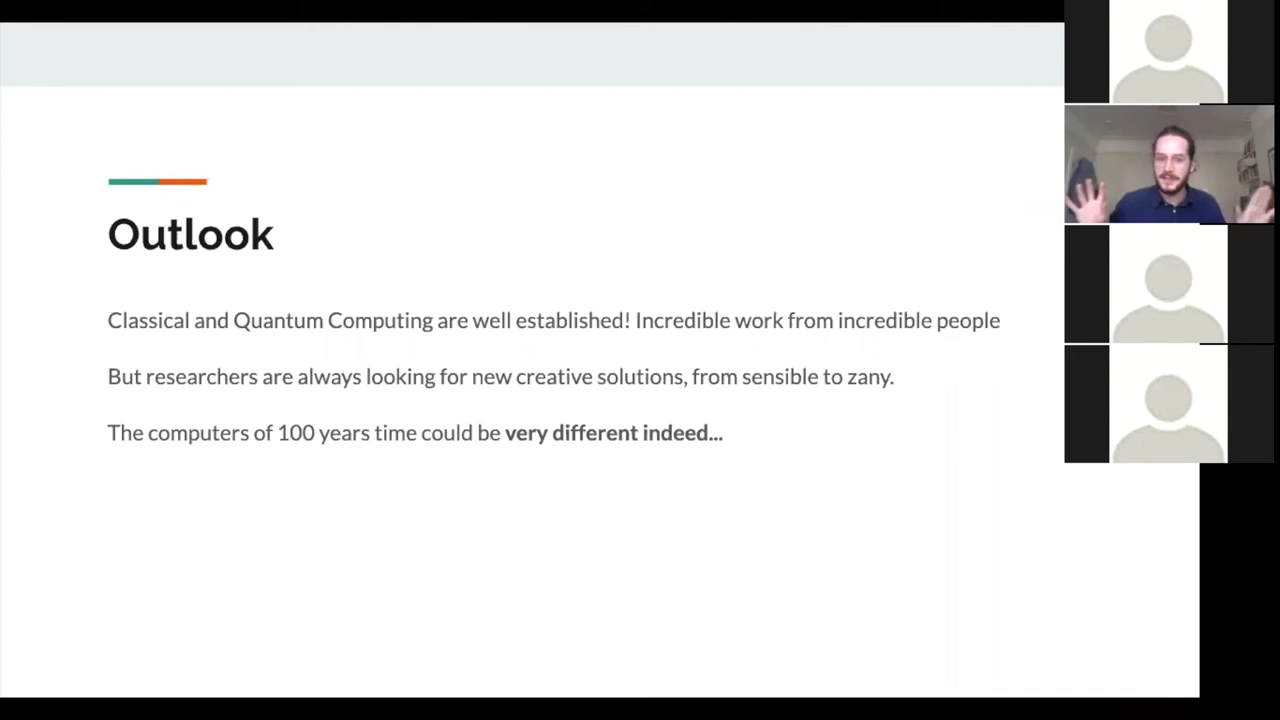 Outlook
Classical and Quantum Computing are well established! Incredible work from incredible people
But researchers are always looking for new creative solutions, from sensible to zany.
The computers of 100 years time could be very different indeed...